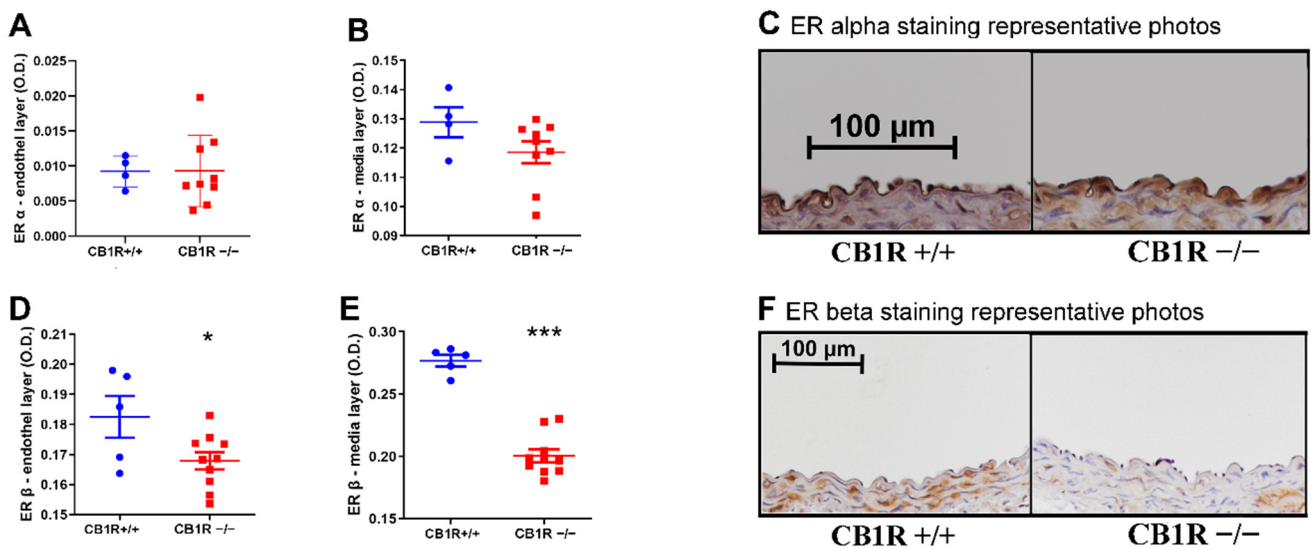 A
ER α - endothel layer (O.D.)
0.025
0.020
0.015
0.010
0.005
0.000
CB1R+/+ CB1R −/−
B
ER α - media layer (O.D.)
0.15
0.14
0.13
0.12
0.11
0.10
0.09
CB1R+/+ CB1R −/−
C ER alpha staining representative photos
100 µm
CB1R +/+ CB1R −/−
D
ER β - endothel layer (O.D.)
0.21
0.20
0.19
0.18
0.17
0.16
0.15
*
CB1R+/+ CB1R −/−
E
ER β - media layer (O.D.)
0.30
0.25
0.20
0.15
***
CB1R+/+ CB1R −/−
F ER beta staining representative photos
100 µm
CB1R +/+ CB1R −/−